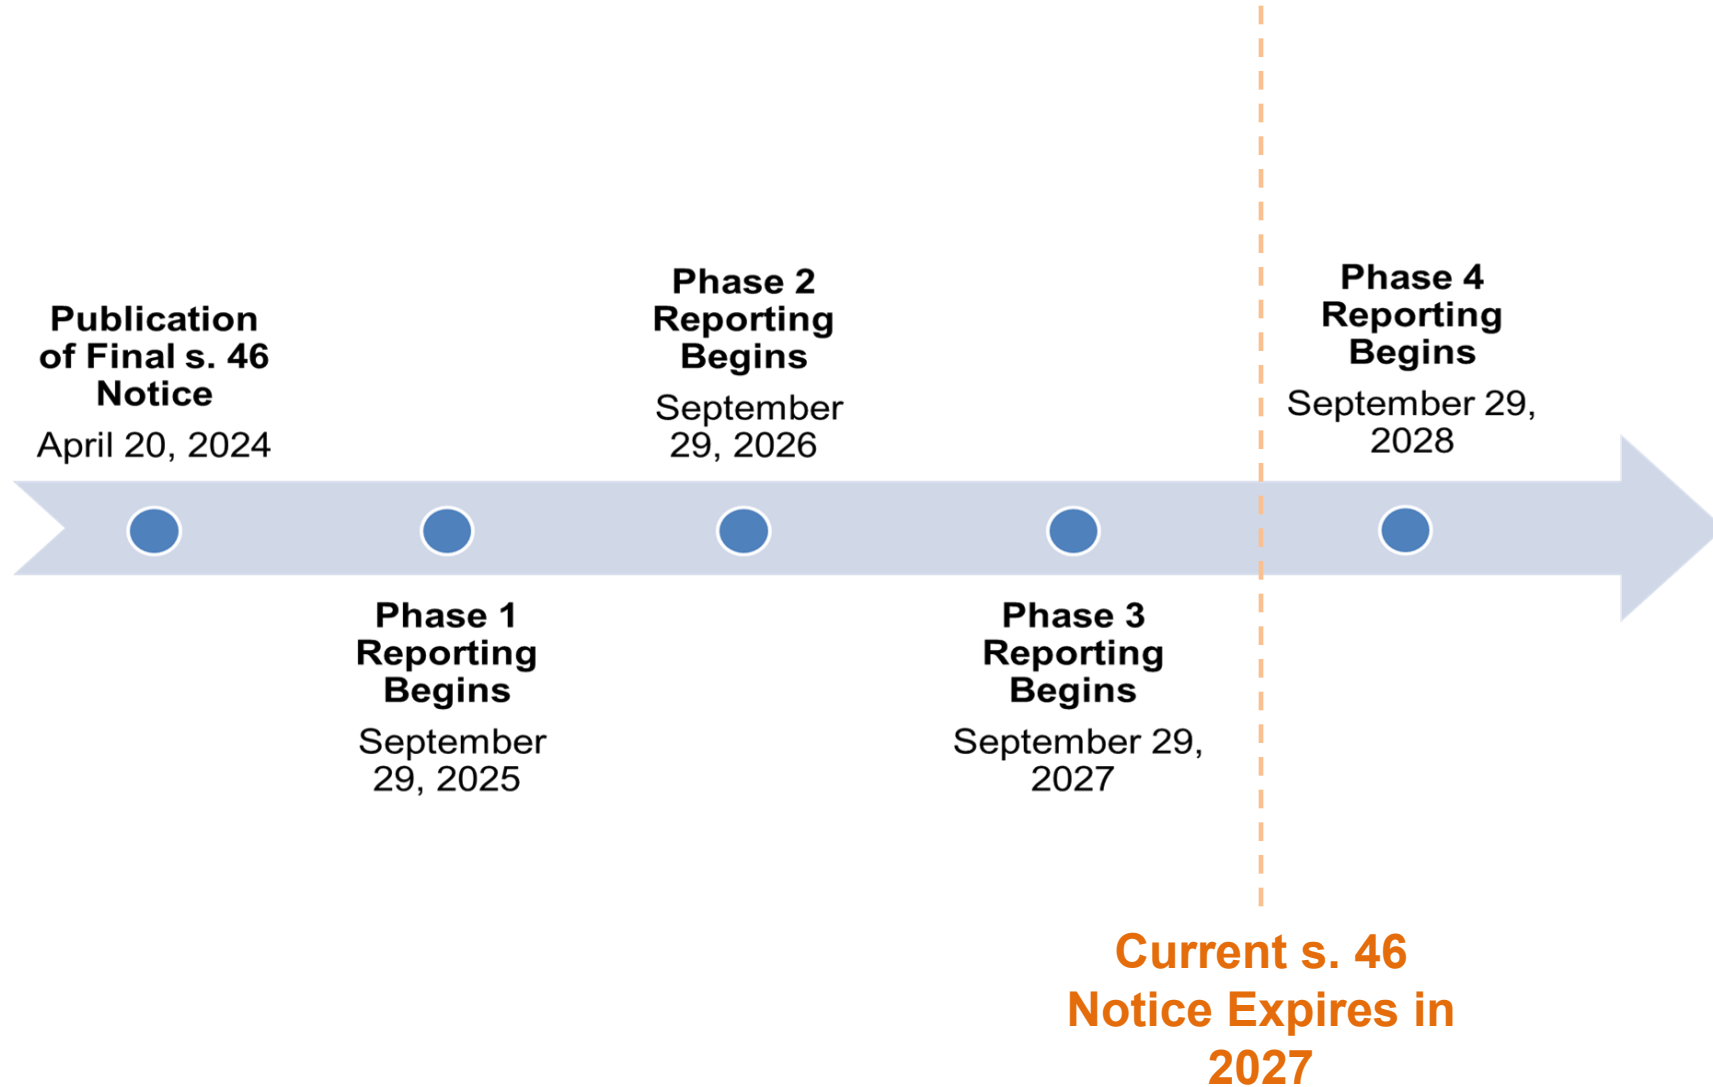 Publication
of Final s. 46
Notice
April 20, 2024
Phase 1
Reporting
Begins
September
29, 2025
Phase 2
Reporting
Begins
September
29, 2026
Phase 3
Reporting
Begins
September 29,
2027
Phase 4
Reporting
Begins
September 29,
2028
Current s. 46
Notice Expires in
2027